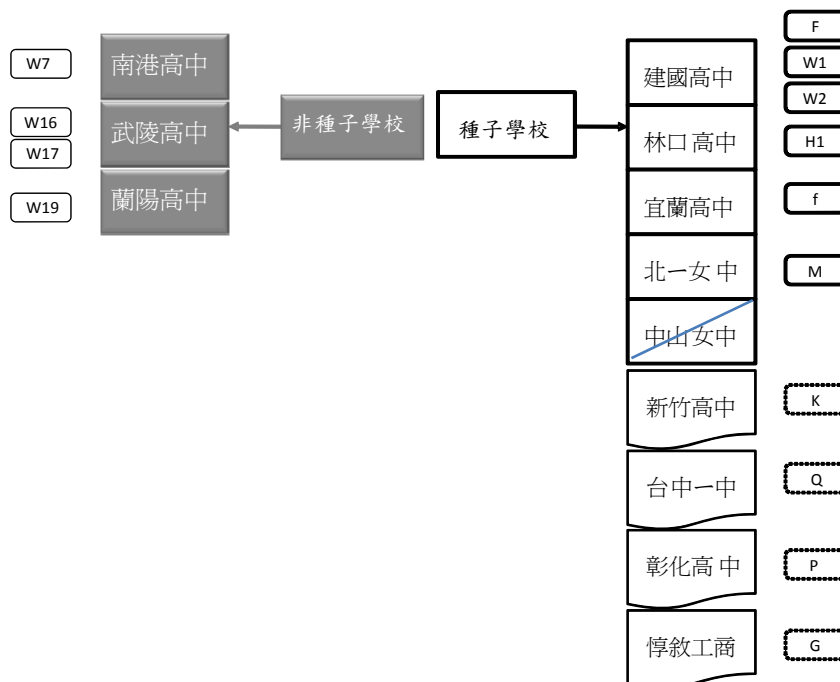 F
W7
南港高中
建國高中
W1
W2
W16
武陵高中
非種子學校
種子學校
林口高中
H1
W17
W19
蘭陽高中
宜蘭高中
f
北一女中
M
中山女中
新竹高中
K
台中一中
Q
彰化高中
P
惇敘工商
G